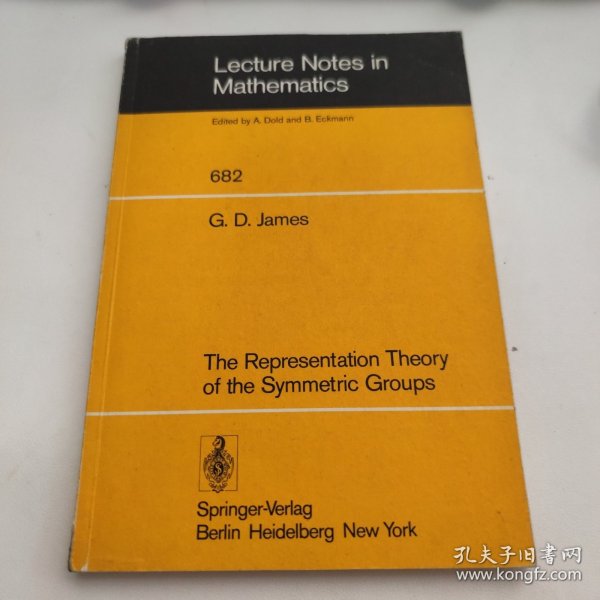 Lecture Notes in
Mathematics
Edited by A. Dold and B. Eckmann
682
G. D. James
The Representation Theory
of the Symmetric Groups
Springer-Verlag
Berlin Heidelberg New York
孔夫子旧书网
www.kongfz.com